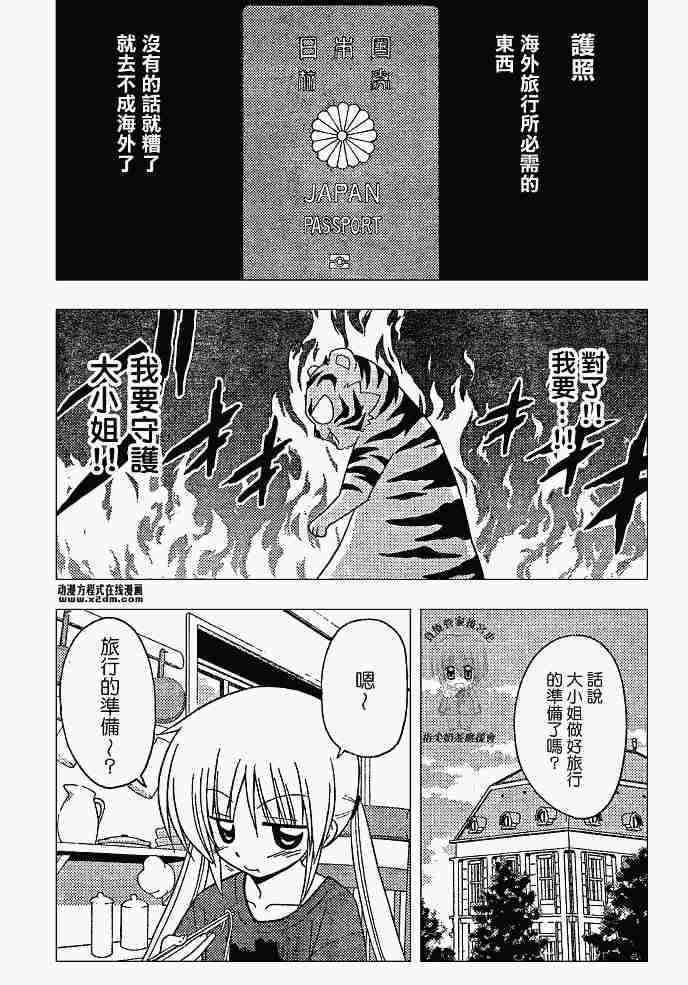 護照
海外旅行所必需的
東西
日本国
旅券
JAPAN
PASSPORT
沒有的話就糟了
就去不成海外了
對了!!
我要…!!
我要守護
大小姐!!
动漫方程式在线漫画
www.x2dm.com
話說
大小姐做好旅行
的準備了嗎？
嗯～
旅行的準備～？